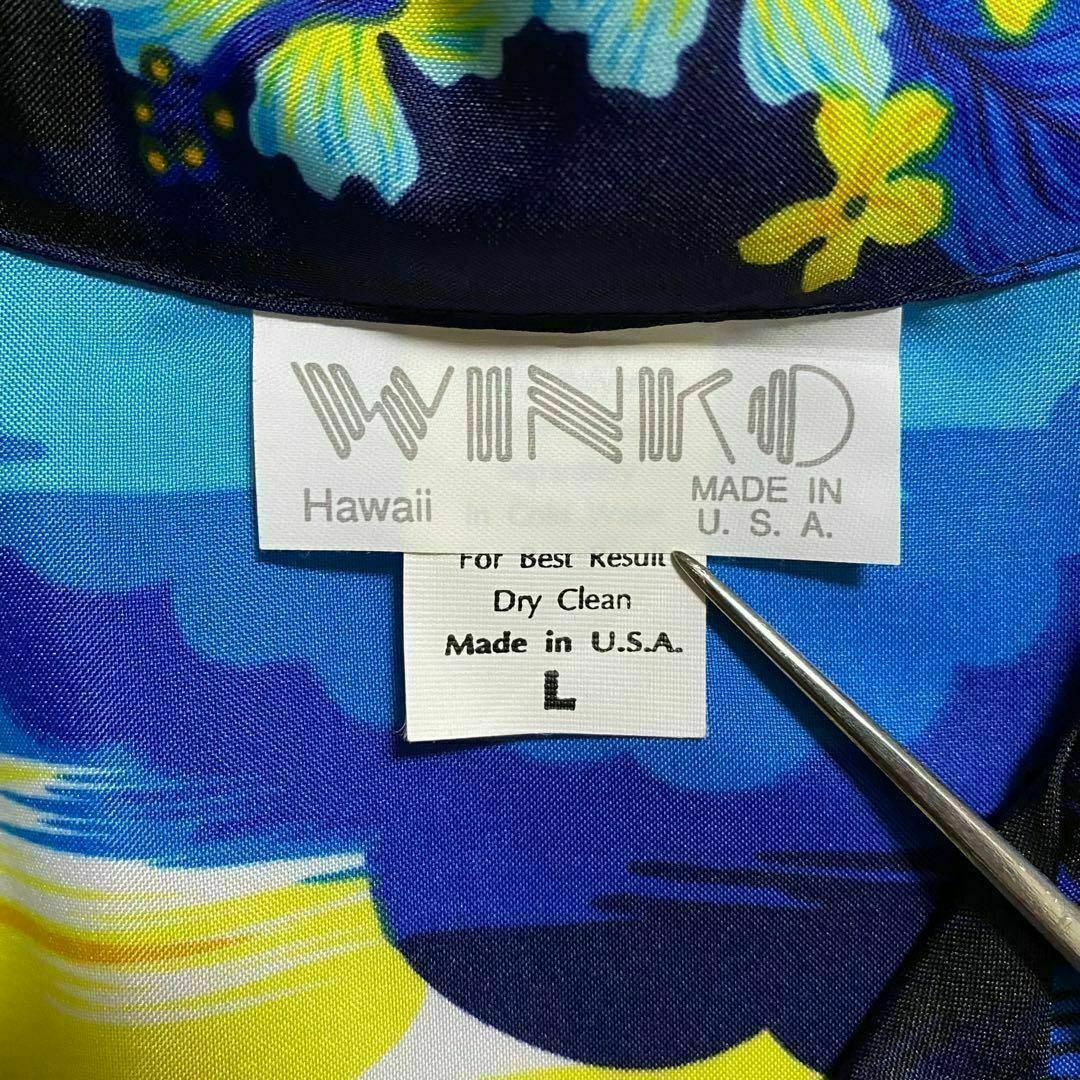 WINKO
Hawaii
MADE IN
U. S. A.
For Best Result
Dry Clean
Made in U.S.A.
L